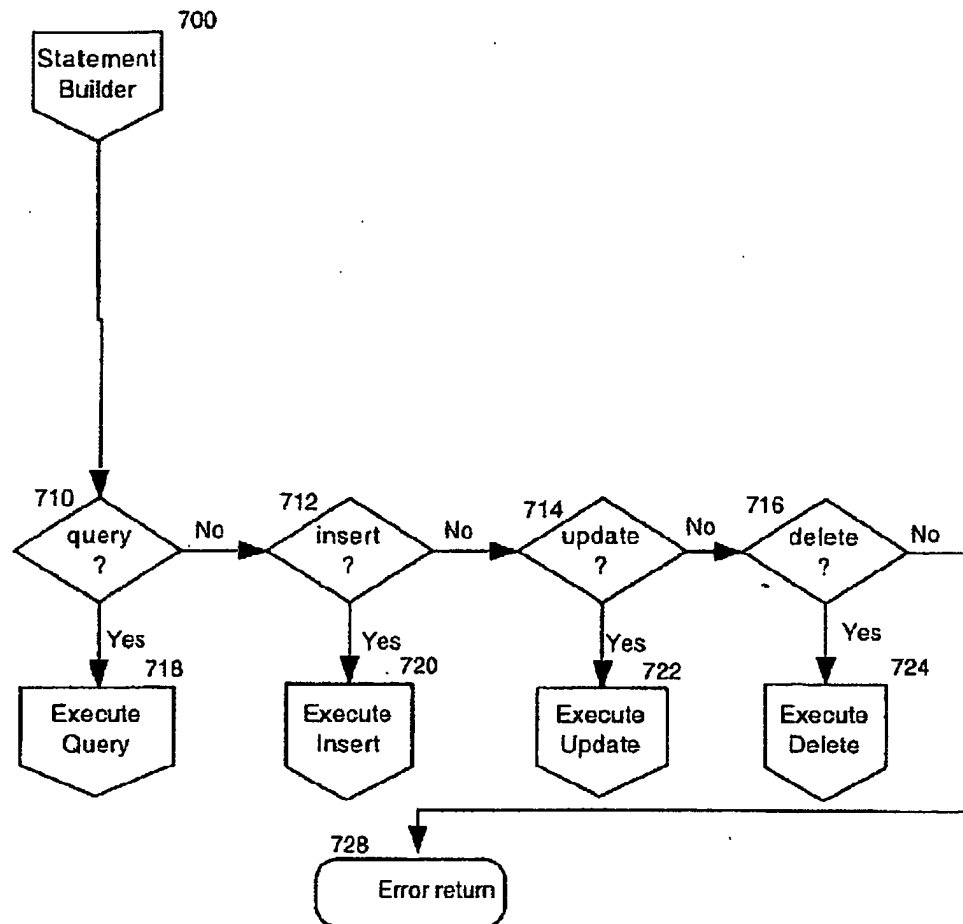 700
Statement
Builder
710
query
?
No
712
insert
?
No
714
update
?
No
716
delete
?
No
Yes
718
Execute
Query
Yes
720
Execute
Insert
Yes
722
Execute
Update
Yes
724
Execute
Delete
728
Error return